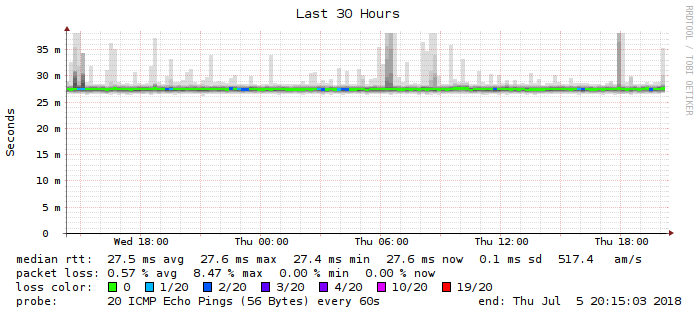 Last 30 Hours
RRDTOOL / TOBI OETIKER
Seconds
35 m
30 m
25 m
20 m
15 m
10 m
5 m
0
Wed 18:00 Thu 00:00 Thu 06:00 Thu 12:00 Thu 18:00
median rtt: 27.5 ms avg 27.6 ms max 27.4 ms min 27.6 ms now 0.1 ms sd 517.4 am/s
packet loss: 0.57 % avg 8.47 % max 0.00 % min 0.00 % now
loss color: 0 1/20 2/20 3/20 4/20 10/20 19/20
probe: 20 ICMP Echo Pings (56 Bytes) every 60s end: Thu Jul 5 20:15:03 2018